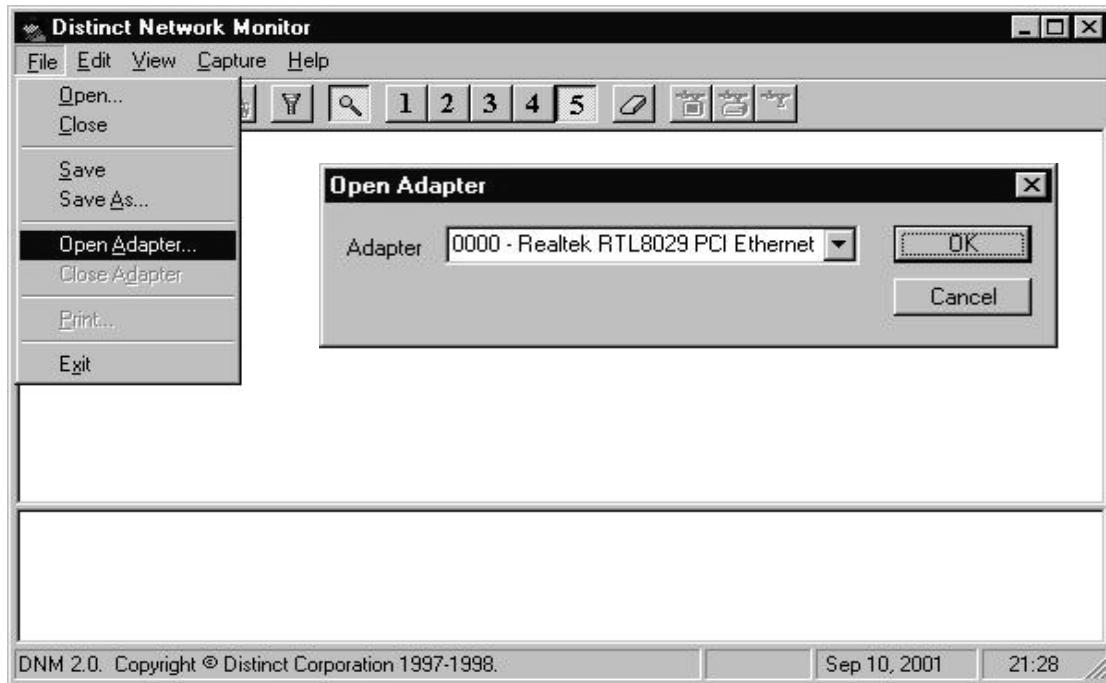 Distinct Network Monitor
File Edit View Capture Help
1 2 3 4 5
Open...
Close
Save
Save As...
Open Adapter...
Close Adapter
Print...
Exit
Open Adapter
Adapter 0000 - Realtek RTL8029 PCI Ethernet OK
Cancel
DNM 2.0. Copyright © Distinct Corporation 1997-1998. Sep 10, 2001 21:28